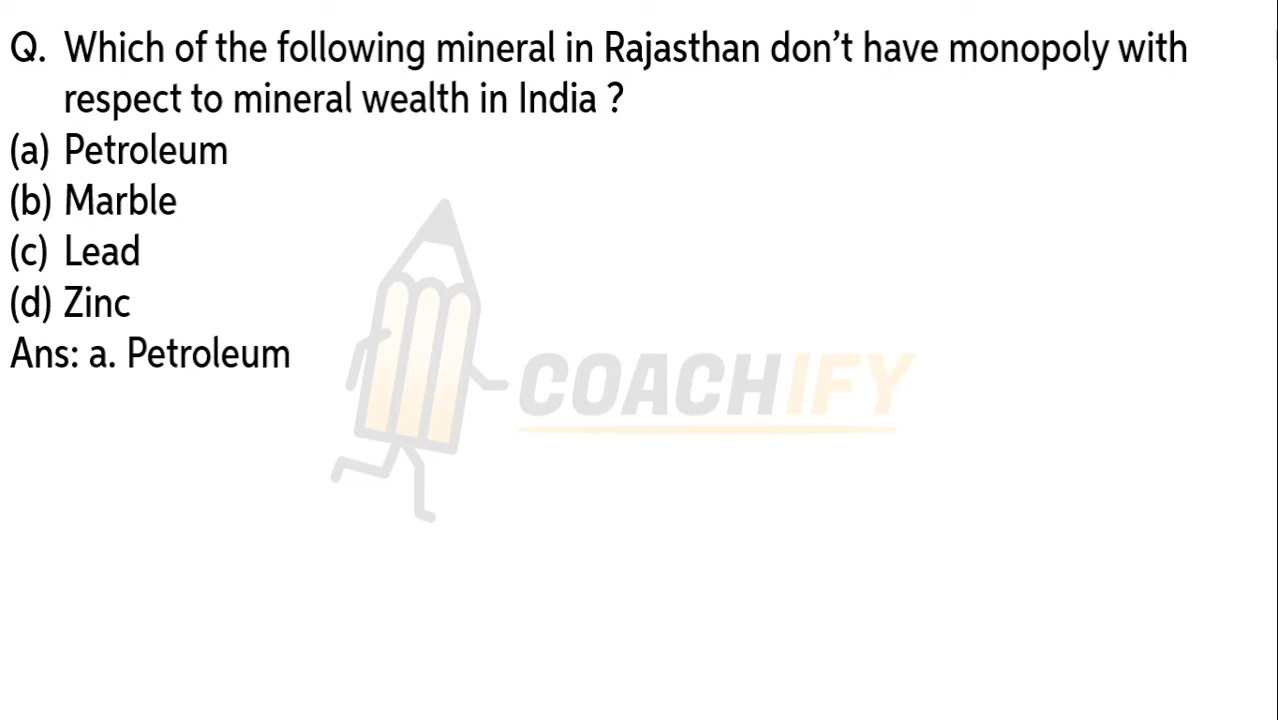 Q. Which of the following mineral in Rajasthan don’t have monopoly with
respect to mineral wealth in India ?
(a) Petroleum
(b) Marble
(c) Lead
(d) Zinc
Ans: a. Petroleum
COACHIFY